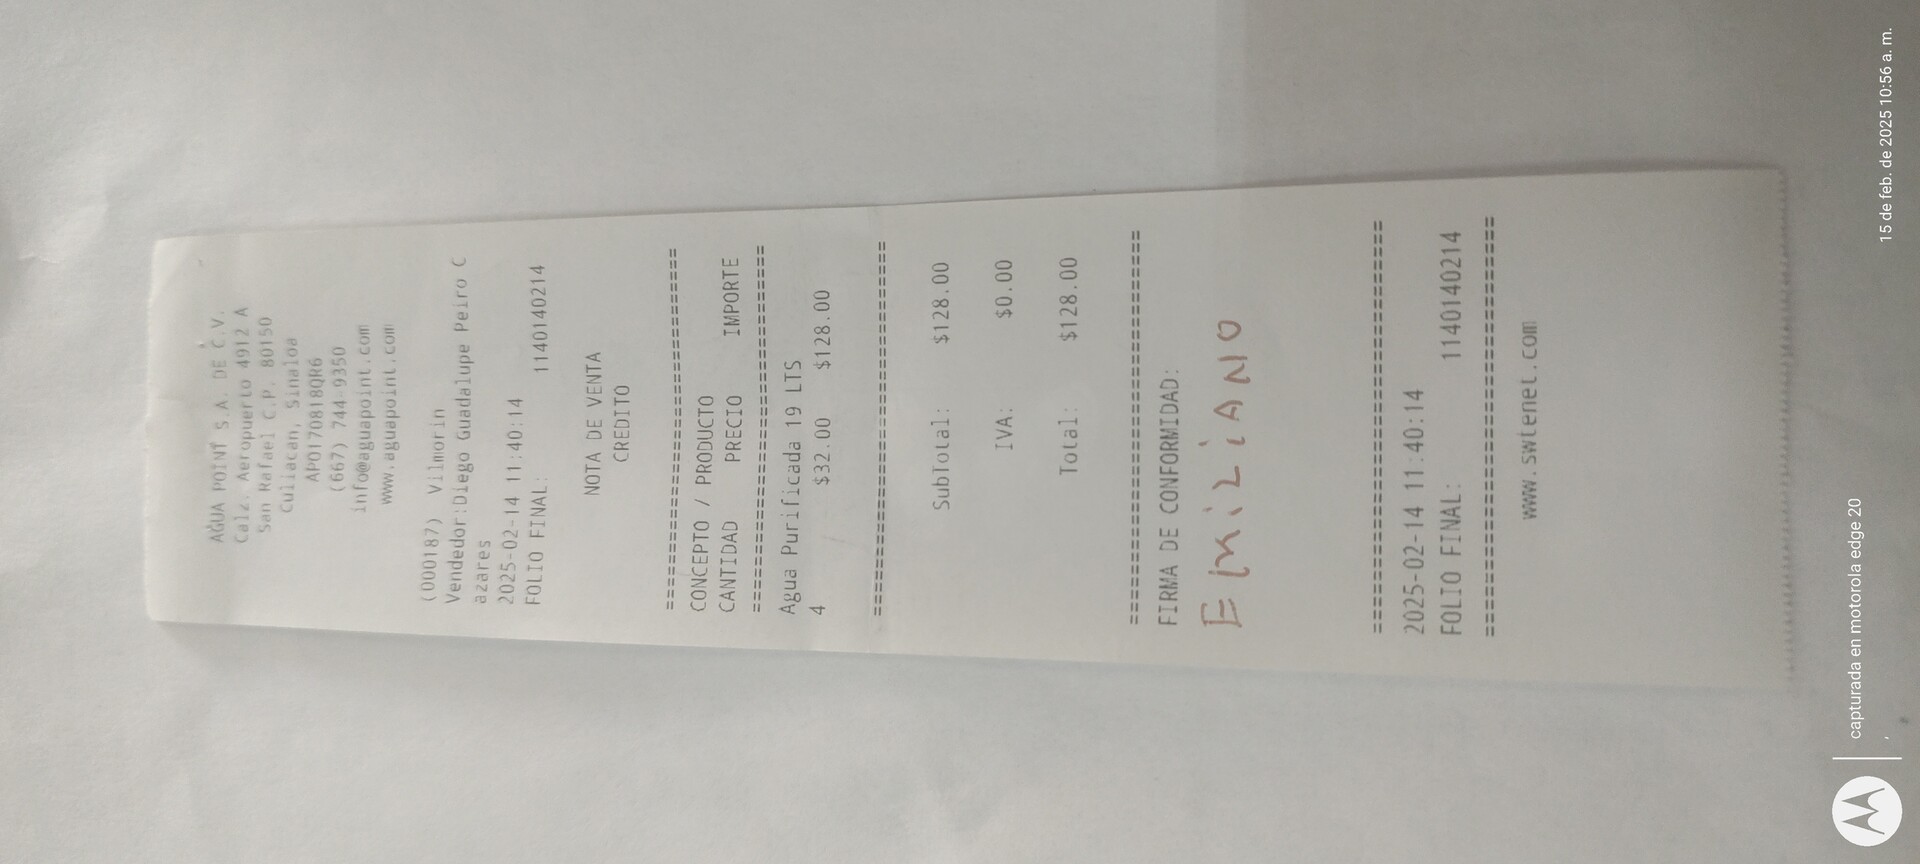 AGUA POINT S.A. DE C.V.
Calz. Aeropuerto 4912 A
San Rafael C.P. 80150
Culiacan, Sinaloa
APO170818QR6
(667) 744-9350
info@aguapoint.com
www.aguapoint.com
(000187) Vilmorin
Vendedor:Diego Guadalupe Peiro C
azares
2025-02-14 11:40:14
FOLIO FINAL: 1140140214
NOTA DE VENTA
CREDITO
================================
CONCEPTO / PRODUCTO
CANTIDAD PRECIO IMPORTE
================================
Agua Purificada 19 LTS
4 $32.00 $128.00
================================
SubTotal: $128.00
IVA: $0.00
Total: $128.00
================================
FIRMA DE CONFORMIDAD:
EMiLiANO
================================
2025-02-14 11:40:14
FOLIO FINAL: 1140140214
================================
www.swtenet.com
capturada en motorola edge 20
,
15 de feb. de 2025 10:56 a. m.